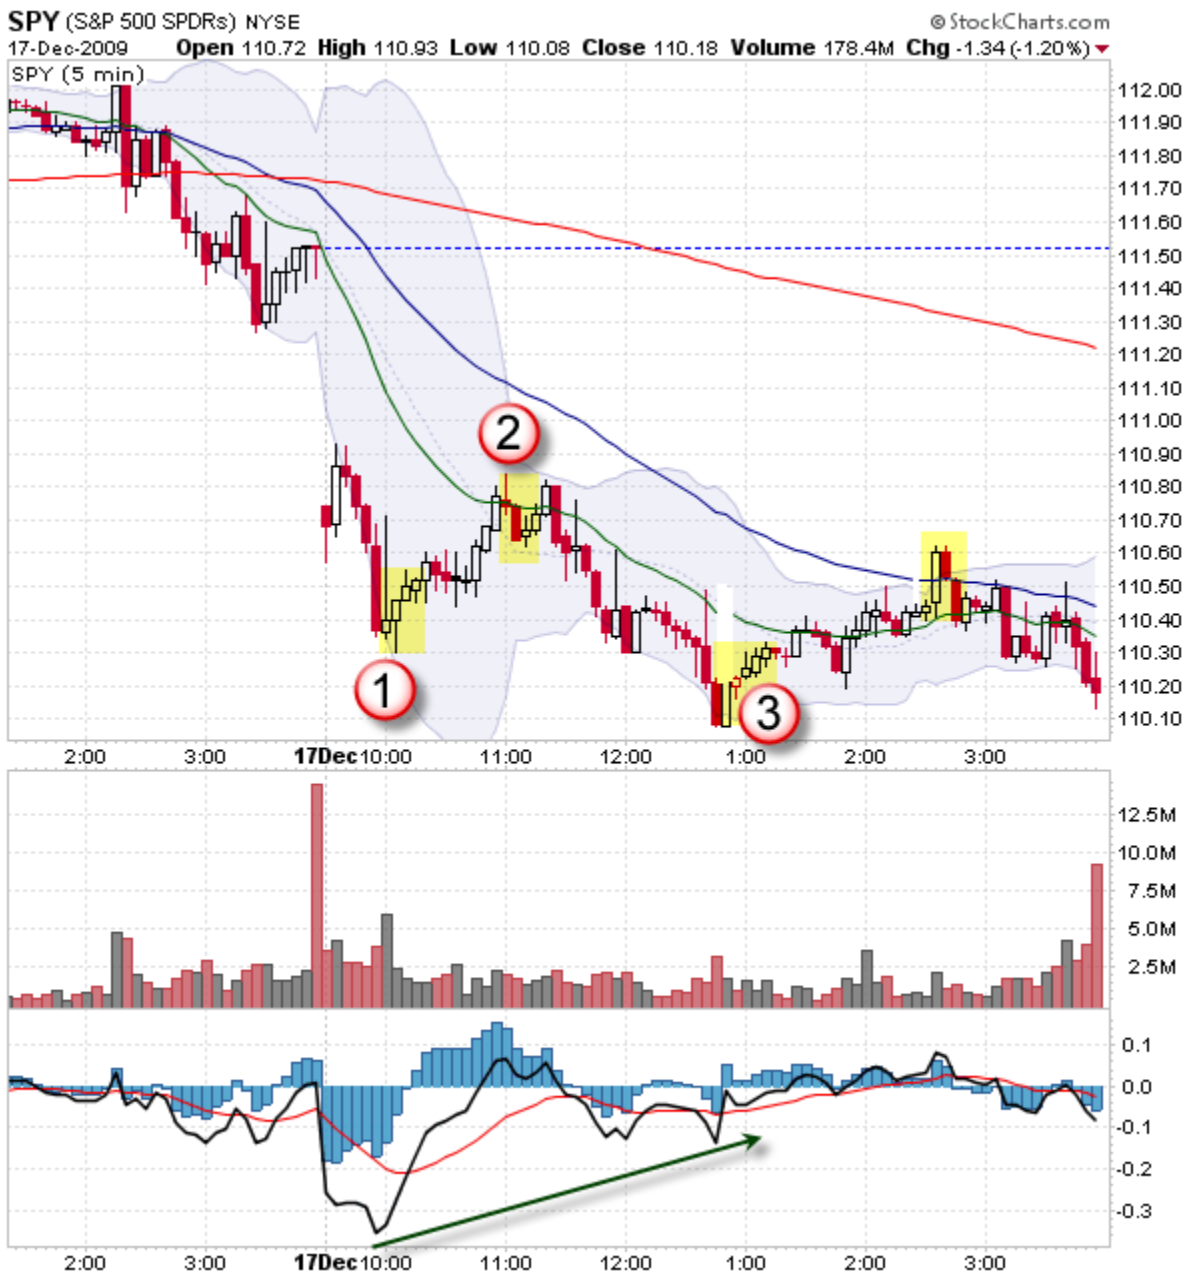 SPY (S&P 500 SPDRs) NYSE © StockCharts.com
17-Dec-2009 Open 110.72 High 110.93 Low 110.08 Close 110.18 Volume 178.4M Chg -1.34 (-1.20%)
SPY (5 min)
112.00
111.90
111.80
111.70
111.60
111.50
111.40
111.30
111.20
111.10
111.00
110.90
110.80
110.70
110.60
110.50
110.40
110.30
110.20
110.10
2
1
3
2:00 3:00 17Dec 10:00 11:00 12:00 1:00 2:00 3:00
12.5M
10.0M
7.5M
5.0M
2.5M
0.1
0.0
-0.1
-0.2
-0.3
2:00 3:00 17Dec 10:00 11:00 12:00 1:00 2:00 3:00